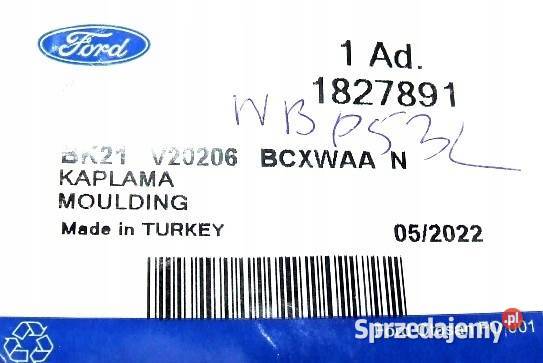 Ford
1 Ad.
1827891
WBP53L
BK21 V20206 BCXWAA N
KAPLAMA
MOULDING
Made in TURKEY
05/2022
Sprzedajemy.pl